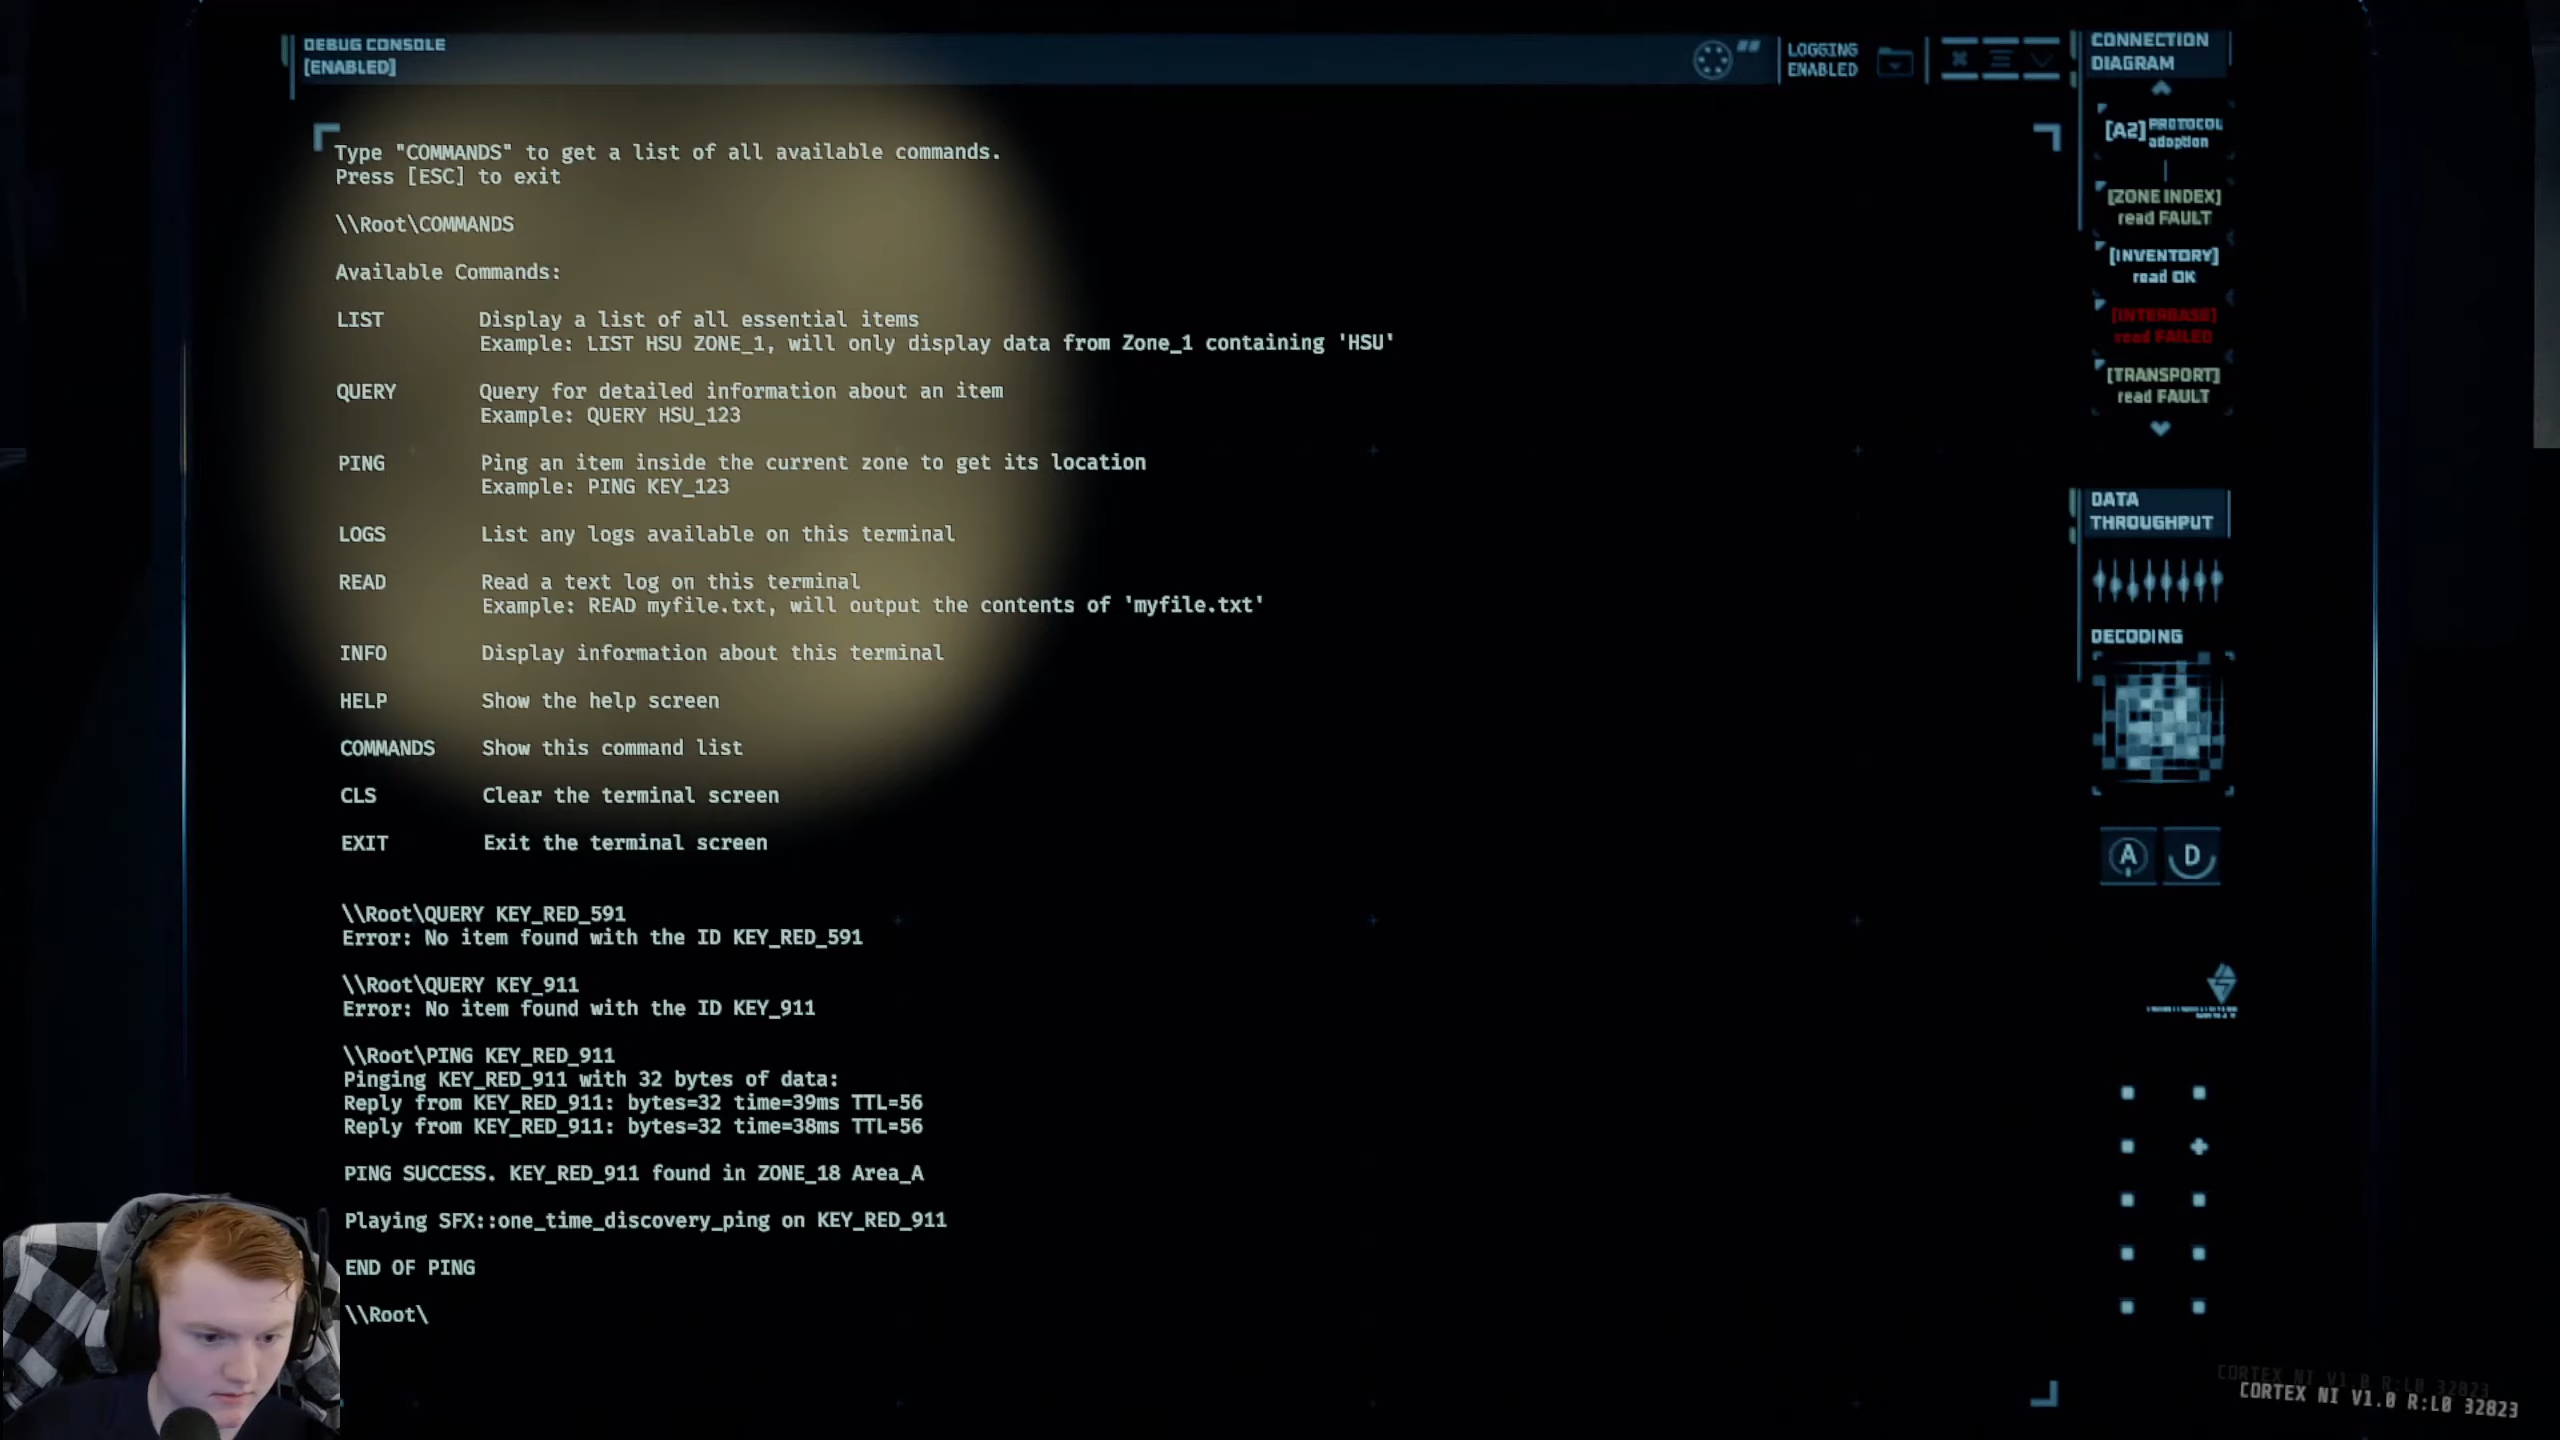 DEBUG CONSOLE
[ENABLED]
LOGGING
ENABLED
Type "COMMANDS" to get a list of all available commands.
Press [ESC] to exit
\\Root\COMMANDS
Available Commands:
LIST Display a list of all essential items
Example: LIST HSU ZONE_1, will only display data from Zone_1 containing 'HSU'
QUERY Query for detailed information about an item
Example: QUERY HSU_123
PING Ping an item inside the current zone to get its location
Example: PING KEY_123
LOGS List any logs available on this terminal
READ Read a text log on this terminal
Example: READ myfile.txt, will output the contents of 'myfile.txt'
INFO Display information about this terminal
HELP Show the help screen
COMMANDS Show this command list
CLS Clear the terminal screen
EXIT Exit the terminal screen
\\Root\QUERY KEY_RED_591
Error: No item found with the ID KEY_RED_591
\\Root\QUERY KEY_911
Error: No item found with the ID KEY_911
\\Root\PING KEY_RED_911
Pinging KEY_RED_911 with 32 bytes of data:
Reply from KEY_RED_911: bytes=32 time=39ms TTL=56
Reply from KEY_RED_911: bytes=32 time=38ms TTL=56
PING SUCCESS. KEY_RED_911 found in ZONE_18 Area_A
Playing SFX::one_time_discovery_ping on KEY_RED_911
END OF PING
\\Root\
CONNECTION
DIAGRAM
[A2] PROTOCOL
adoption
[ZONE INDEX]
read FAULT
[INVENTORY]
read OK
[INTERBASE]
read FAILED
[TRANSPORT]
read FAULT
DATA
THROUGHPUT
DECODING
A D
CORTEX NI V1.0 R:L0 32823
CORTEX NI V1.0 R:L0 32823